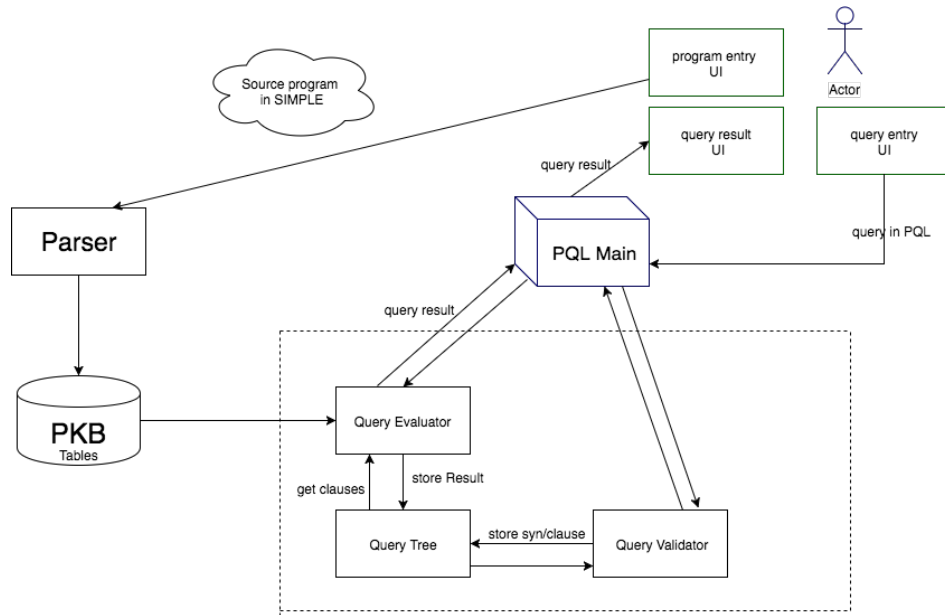 program entry
UI
Actor
Source program
in SIMPLE
query result
UI
query entry
UI
query result
Parser
query in PQL
PQL Main
query result
PKB
Tables
Query Evaluator
get clauses
store Result
Query Tree
store syn/clause
Query Validator